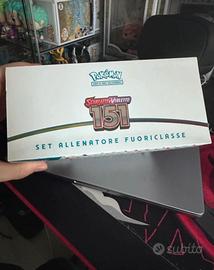 POKÉMON
SCARLATTO E VIOLETTO
151
SET ALLENATORE FUORICLASSE
subito